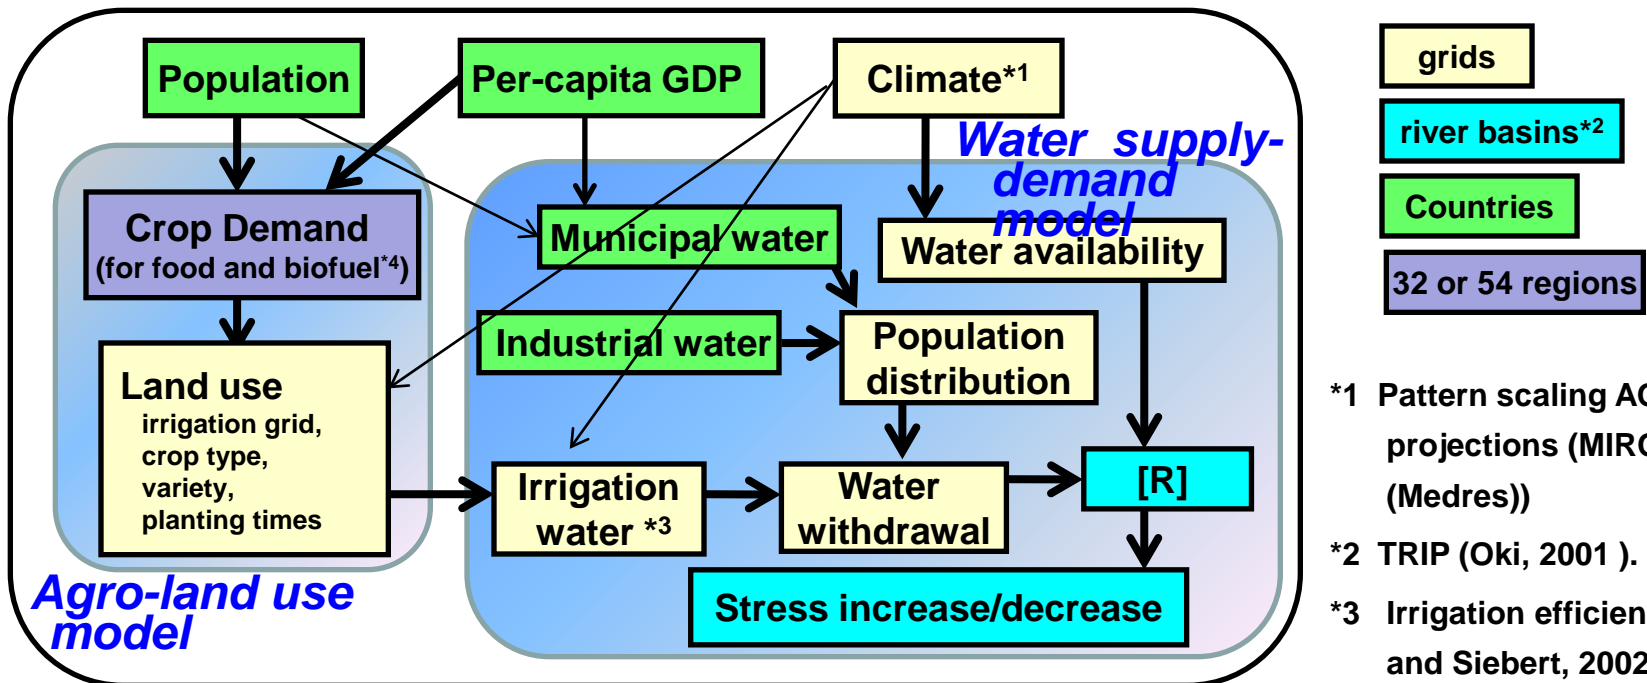 Population
Per-capita GDP
Climate*1
Water supply-
demand
model
Crop Demand
(for food and biofuel*4)
Municipal water
Water availability
Industrial water
Population
distribution
Land use
irrigation grid,
crop type,
variety,
planting times
Irrigation
water *3
Water
withdrawal
[R]
Stress increase/decrease
Agro-land use
model
grids
river basins*2
Countries
32 or 54 regions
*1 Pattern scaling
projections
(Medres))
*2 TRIP (Oki, 2001 ).
*3 Irrigation
and Siebert, 2002